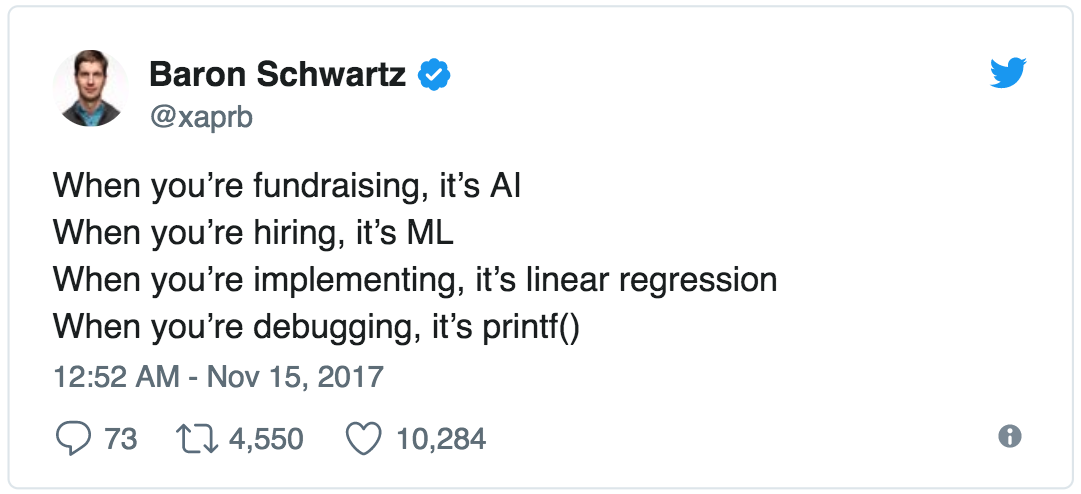 Baron Schwartz
@xaprb
When you’re fundraising, it’s AI
When you’re hiring, it’s ML
When you’re implementing, it’s linear regression
When you’re debugging, it’s printf()
12:52 AM - Nov 15, 2017
73 4,550 10,284